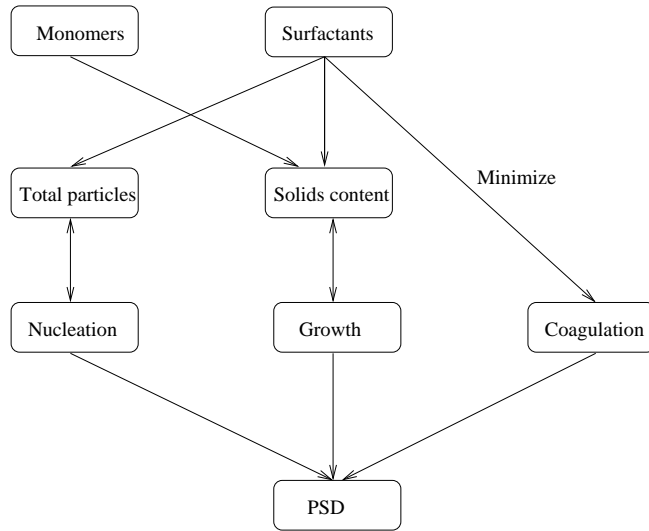 Monomers
Surfactants
Minimize
Total particles
Solids content
Nucleation
Growth
Coagulation
PSD